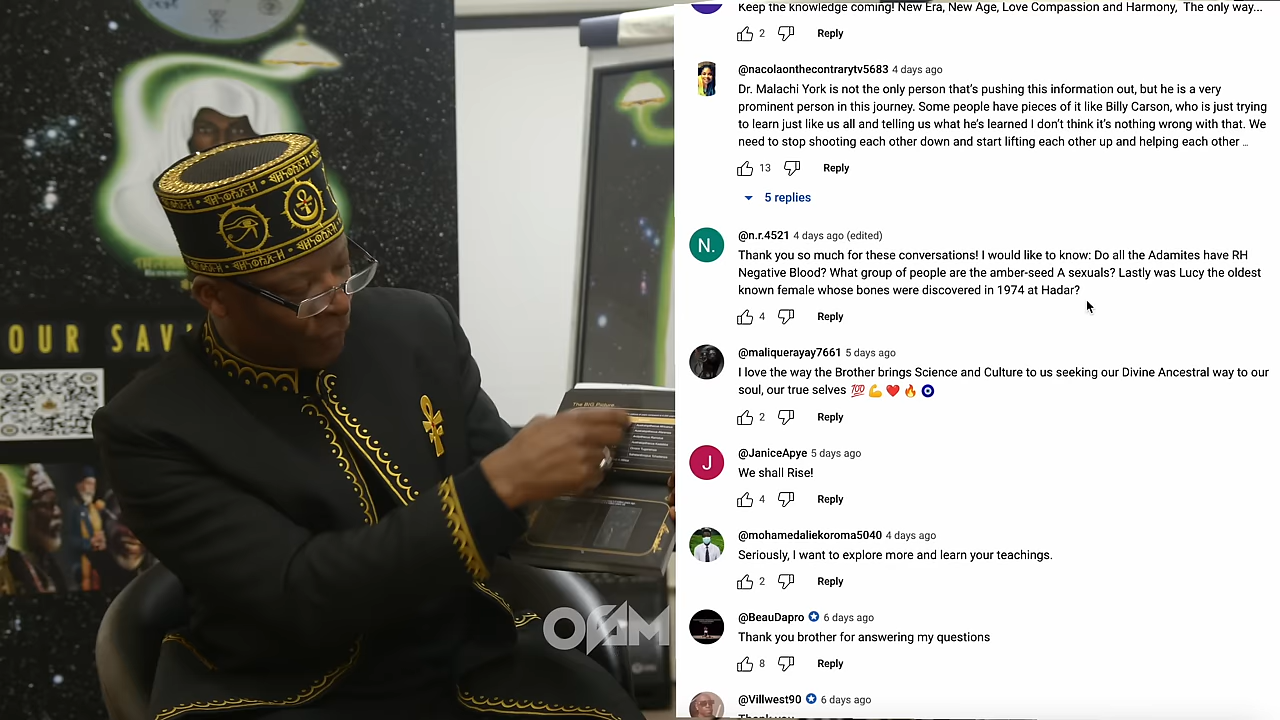 OUR SAV
The BIG Picture
OFAM
Keep the knowledge coming! New Era, New Age, Love Compassion and Harmony, The only way...
2 Reply
@nacolaonthecontrarytv5683 4 days ago
Dr. Malachi York is not the only person that's pushing this information out, but he is a very
prominent person in this journey. Some people have pieces of it like Billy Carson, who is just trying
to learn just like us all and telling us what he's learned I don't think it's nothing wrong with that. We
need to stop shooting each other down and start lifting each other up and helping each other ...
13 Reply
5 replies
N.
@n.r.4521 4 days ago (edited)
Thank you so much for these conversations! I would like to know: Do all the Adamites have RH
Negative Blood? What group of people are the amber-seed A sexuals? Lastly was Lucy the oldest
known female whose bones were discovered in 1974 at Hadar?
4 Reply
@maliquerayay7661 5 days ago
I love the way the Brother brings Science and Culture to us seeking our Divine Ancestral way to our
soul, our true selves 💯 💪 ❤️ 🔥 🧿
2 Reply
J
@JaniceApye 5 days ago
We shall Rise!
4 Reply
@mohamedaliekoroma5040 4 days ago
Seriously, I want to explore more and learn your teachings.
2 Reply
@BeauDapro 6 days ago
Thank you brother for answering my questions
8 Reply
@Villwest90 6 days ago
Thank you